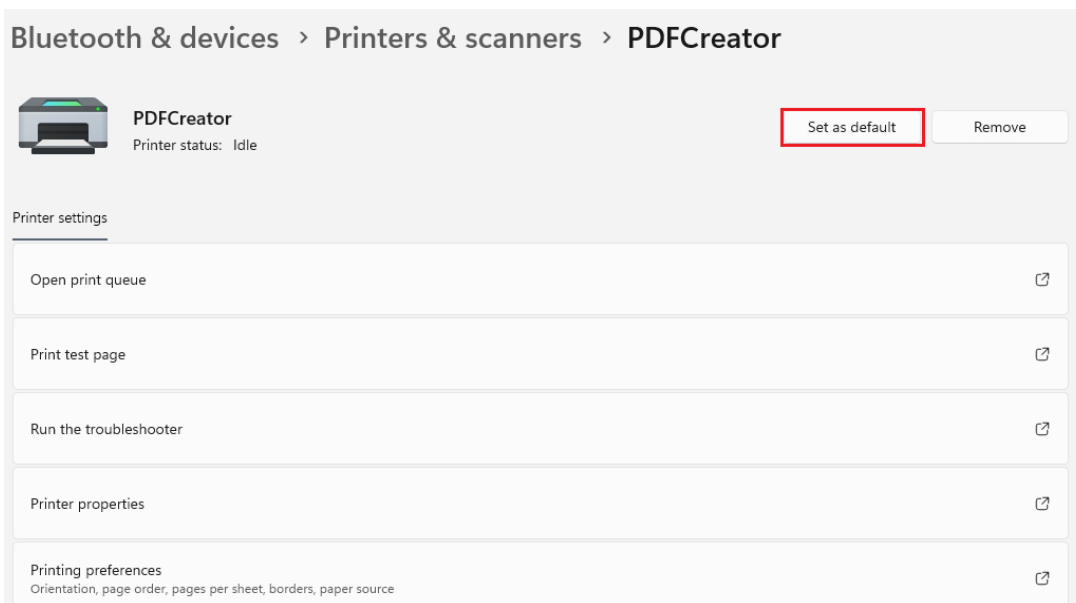 Bluetooth & devices > Printers & scanners > PDFCreator
PDFCreator
Printer status: Idle
Set as default
Remove
Printer settings
Open print queue
Print test page
Run the troubleshooter
Printer properties
Printing preferences
Orientation, page order, pages per sheet, borders, paper source